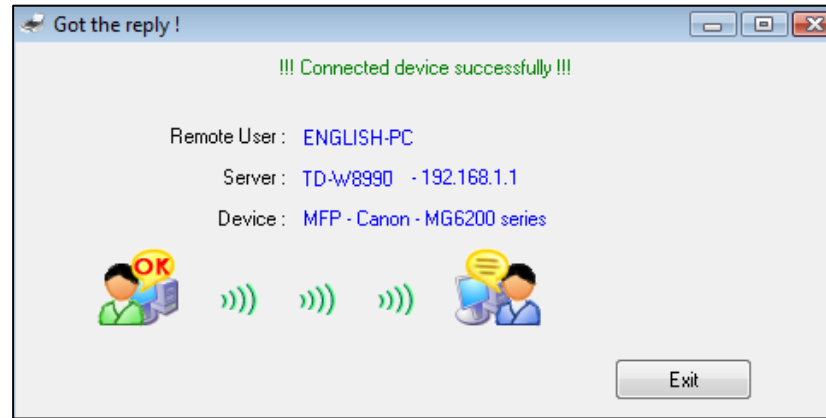 Got the reply !
!!! Connected device successfully !!!
Remote User : ENGLISH-PC
Server : TD-W8990 - 192.168.1.1
Device : MFP - Canon - MG6200 series
OK
Exit